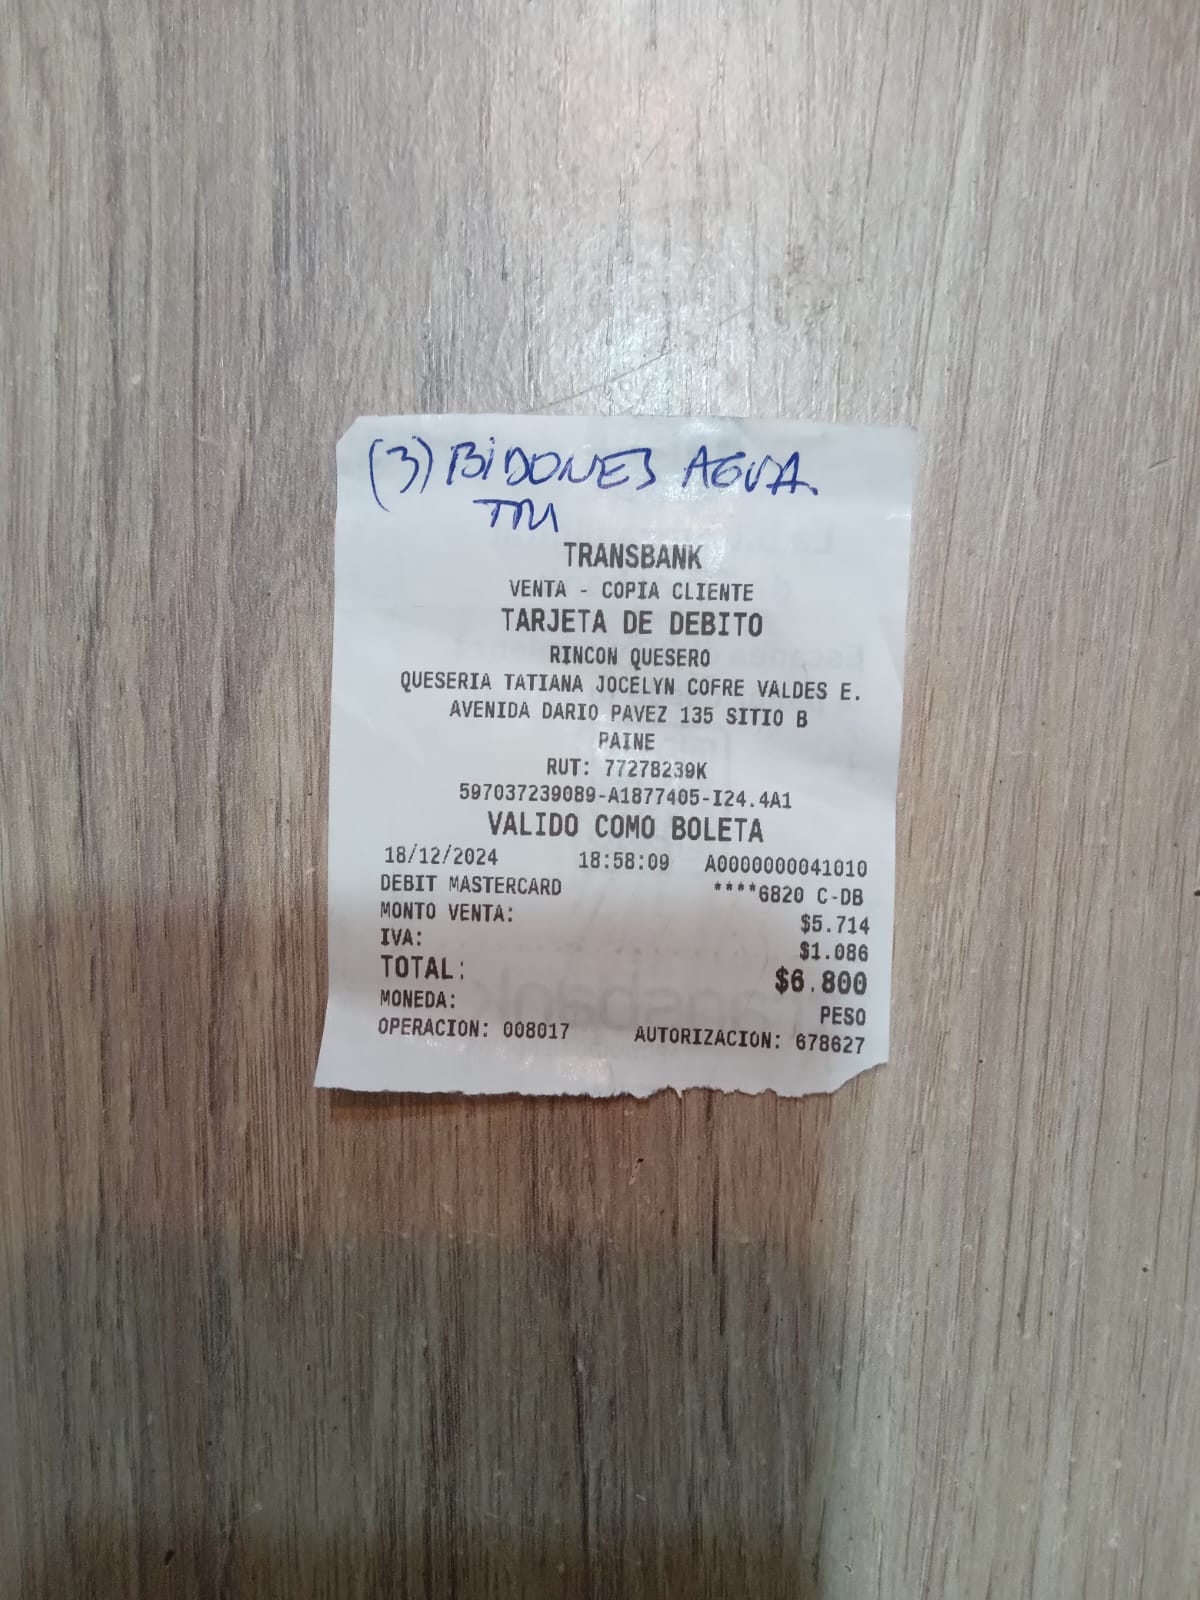 (3) BIDONES AGUA.
TRANSBANK
VENTA - COPIA CLIENTE
TARJETA DE DEBITO
RINCON QUESERO
QUESERIA TATIANA JOCELYN COFRE VALDES E.
AVENIDA DARIO PAVEZ 135 SITIO B
PAINE
RUT: 77278239K
597037239089-A1877405-I24.4A1
VALIDO COMO BOLETA
18/12/2024 18:58:09 A0000000041010
DEBIT MASTERCARD ****6820 C-DB
MONTO VENTA: $5.714
IVA: $1.086
TOTAL: $6.800
MONEDA: PESO
OPERACION: 008017 AUTORIZACION: 678627